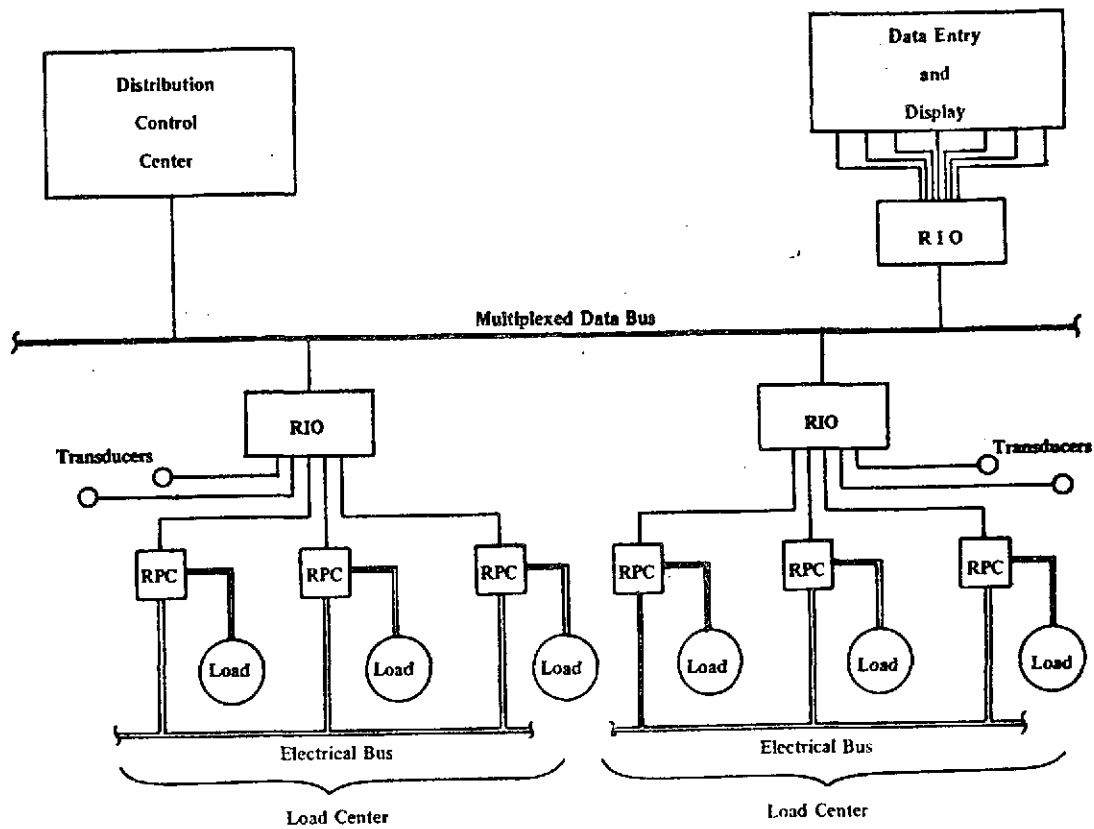 Distribution
Control
Center
Data Entry
and
Display
R I O
Multiplexed Data Bus
RIO
RIO
Transducers
Transducers
RPC
RPC
RPC
RPC
RPC
RPC
Load
Load
Load
Load
Load
Load
Electrical Bus
Electrical Bus
Load Center
Load Center